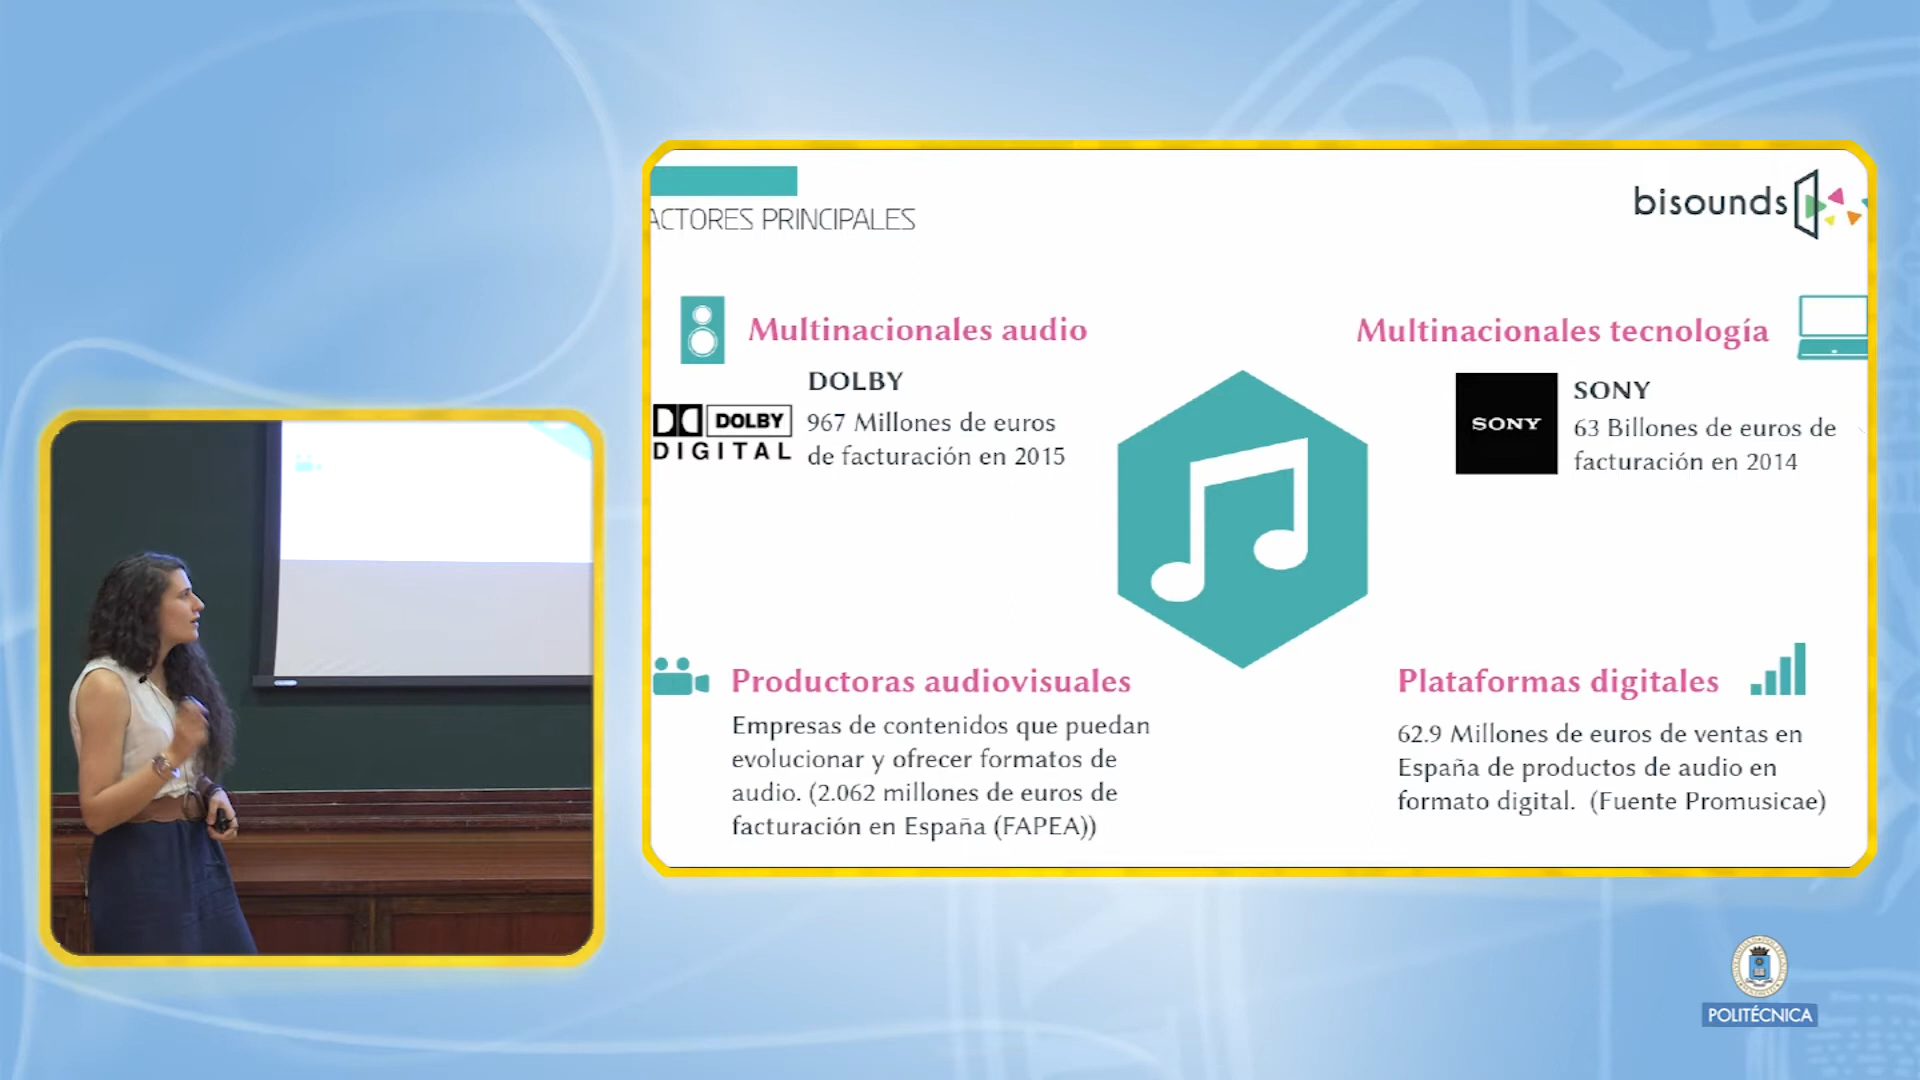 ACTORES PRINCIPALES
bisounds
Multinacionales audio
DOLBY
DOLBY
DIGITAL
967 Millones de euros
de facturación en 2015
Multinacionales tecnología
SONY
SONY
63 Billones de euros de
facturación en 2014
Productoras audiovisuales
Empresas de contenidos que puedan
evolucionar y ofrecer formatos de
audio. (2.062 millones de euros de
facturación en España (FAPEA))
Plataformas digitales
62.9 Millones de euros de ventas en
España de productos de audio en
formato digital. (Fuente Promusicae)
POLITÉCNICA